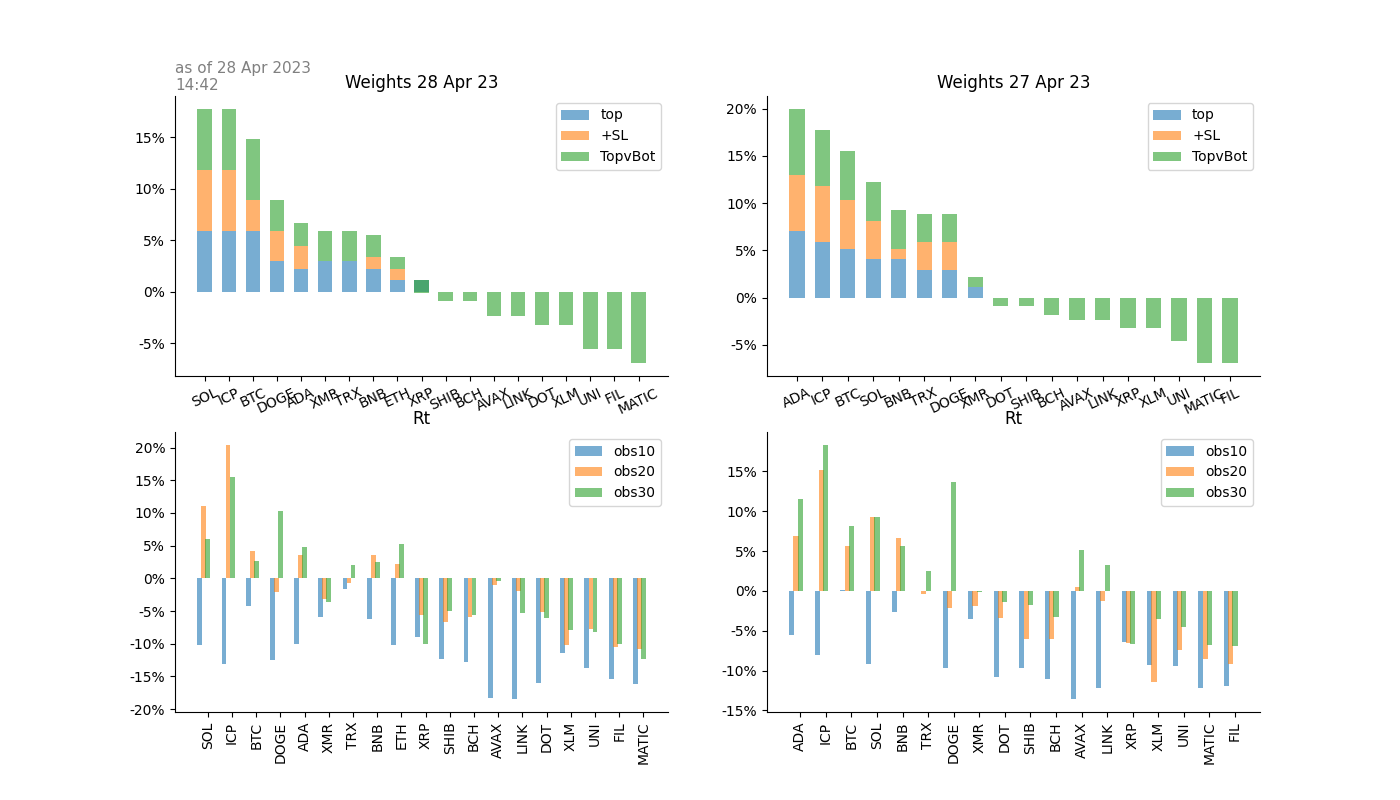 as of 28 Apr 2023
14:42
Weights 28 Apr 23
top
+SL
TopvBot
15%
10%
5%
0%
-5%
SOL ICP BTC DOGE ADA XMR TRX BNB ETH XRP SHIB BCH AVAX LINK DOT XLM UNI FIL MATIC
Weights 27 Apr 23
top
+SL
TopvBot
20%
15%
10%
5%
0%
-5%
ADA ICP BTC SOL BNB TRX DOGE XMR DOT SHIB BCH AVAX LINK XRP XLM UNI MATIC FIL
Rt
obs10
obs20
obs30
20%
15%
10%
5%
0%
-5%
-10%
-15%
-20%
SOL ICP BTC DOGE ADA XMR TRX BNB ETH XRP SHIB BCH AVAX LINK DOT XLM UNI FIL MATIC
Rt
obs10
obs20
obs30
15%
10%
5%
0%
-5%
-10%
-15%
ADA ICP BTC SOL BNB TRX DOGE XMR DOT SHIB BCH AVAX LINK XRP XLM UNI MATIC FIL